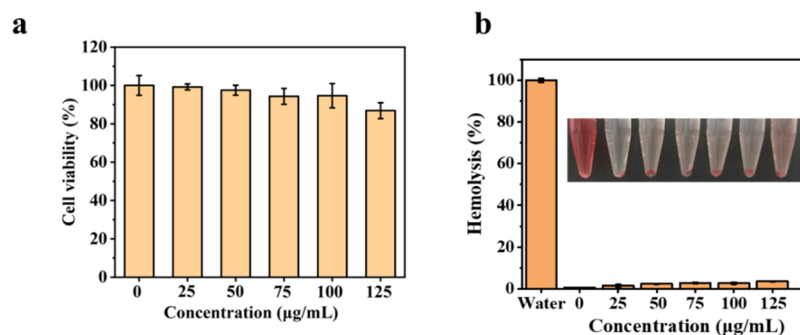 a
120
100
80
60
40
20
0
Cell viability (%)
0 25 50 75 100 125
Concentration (μg/mL)
b
100
80
60
40
20
0
Hemolysis (%)
Water 0 25 50 75 100 125
Concentration (μg/mL)